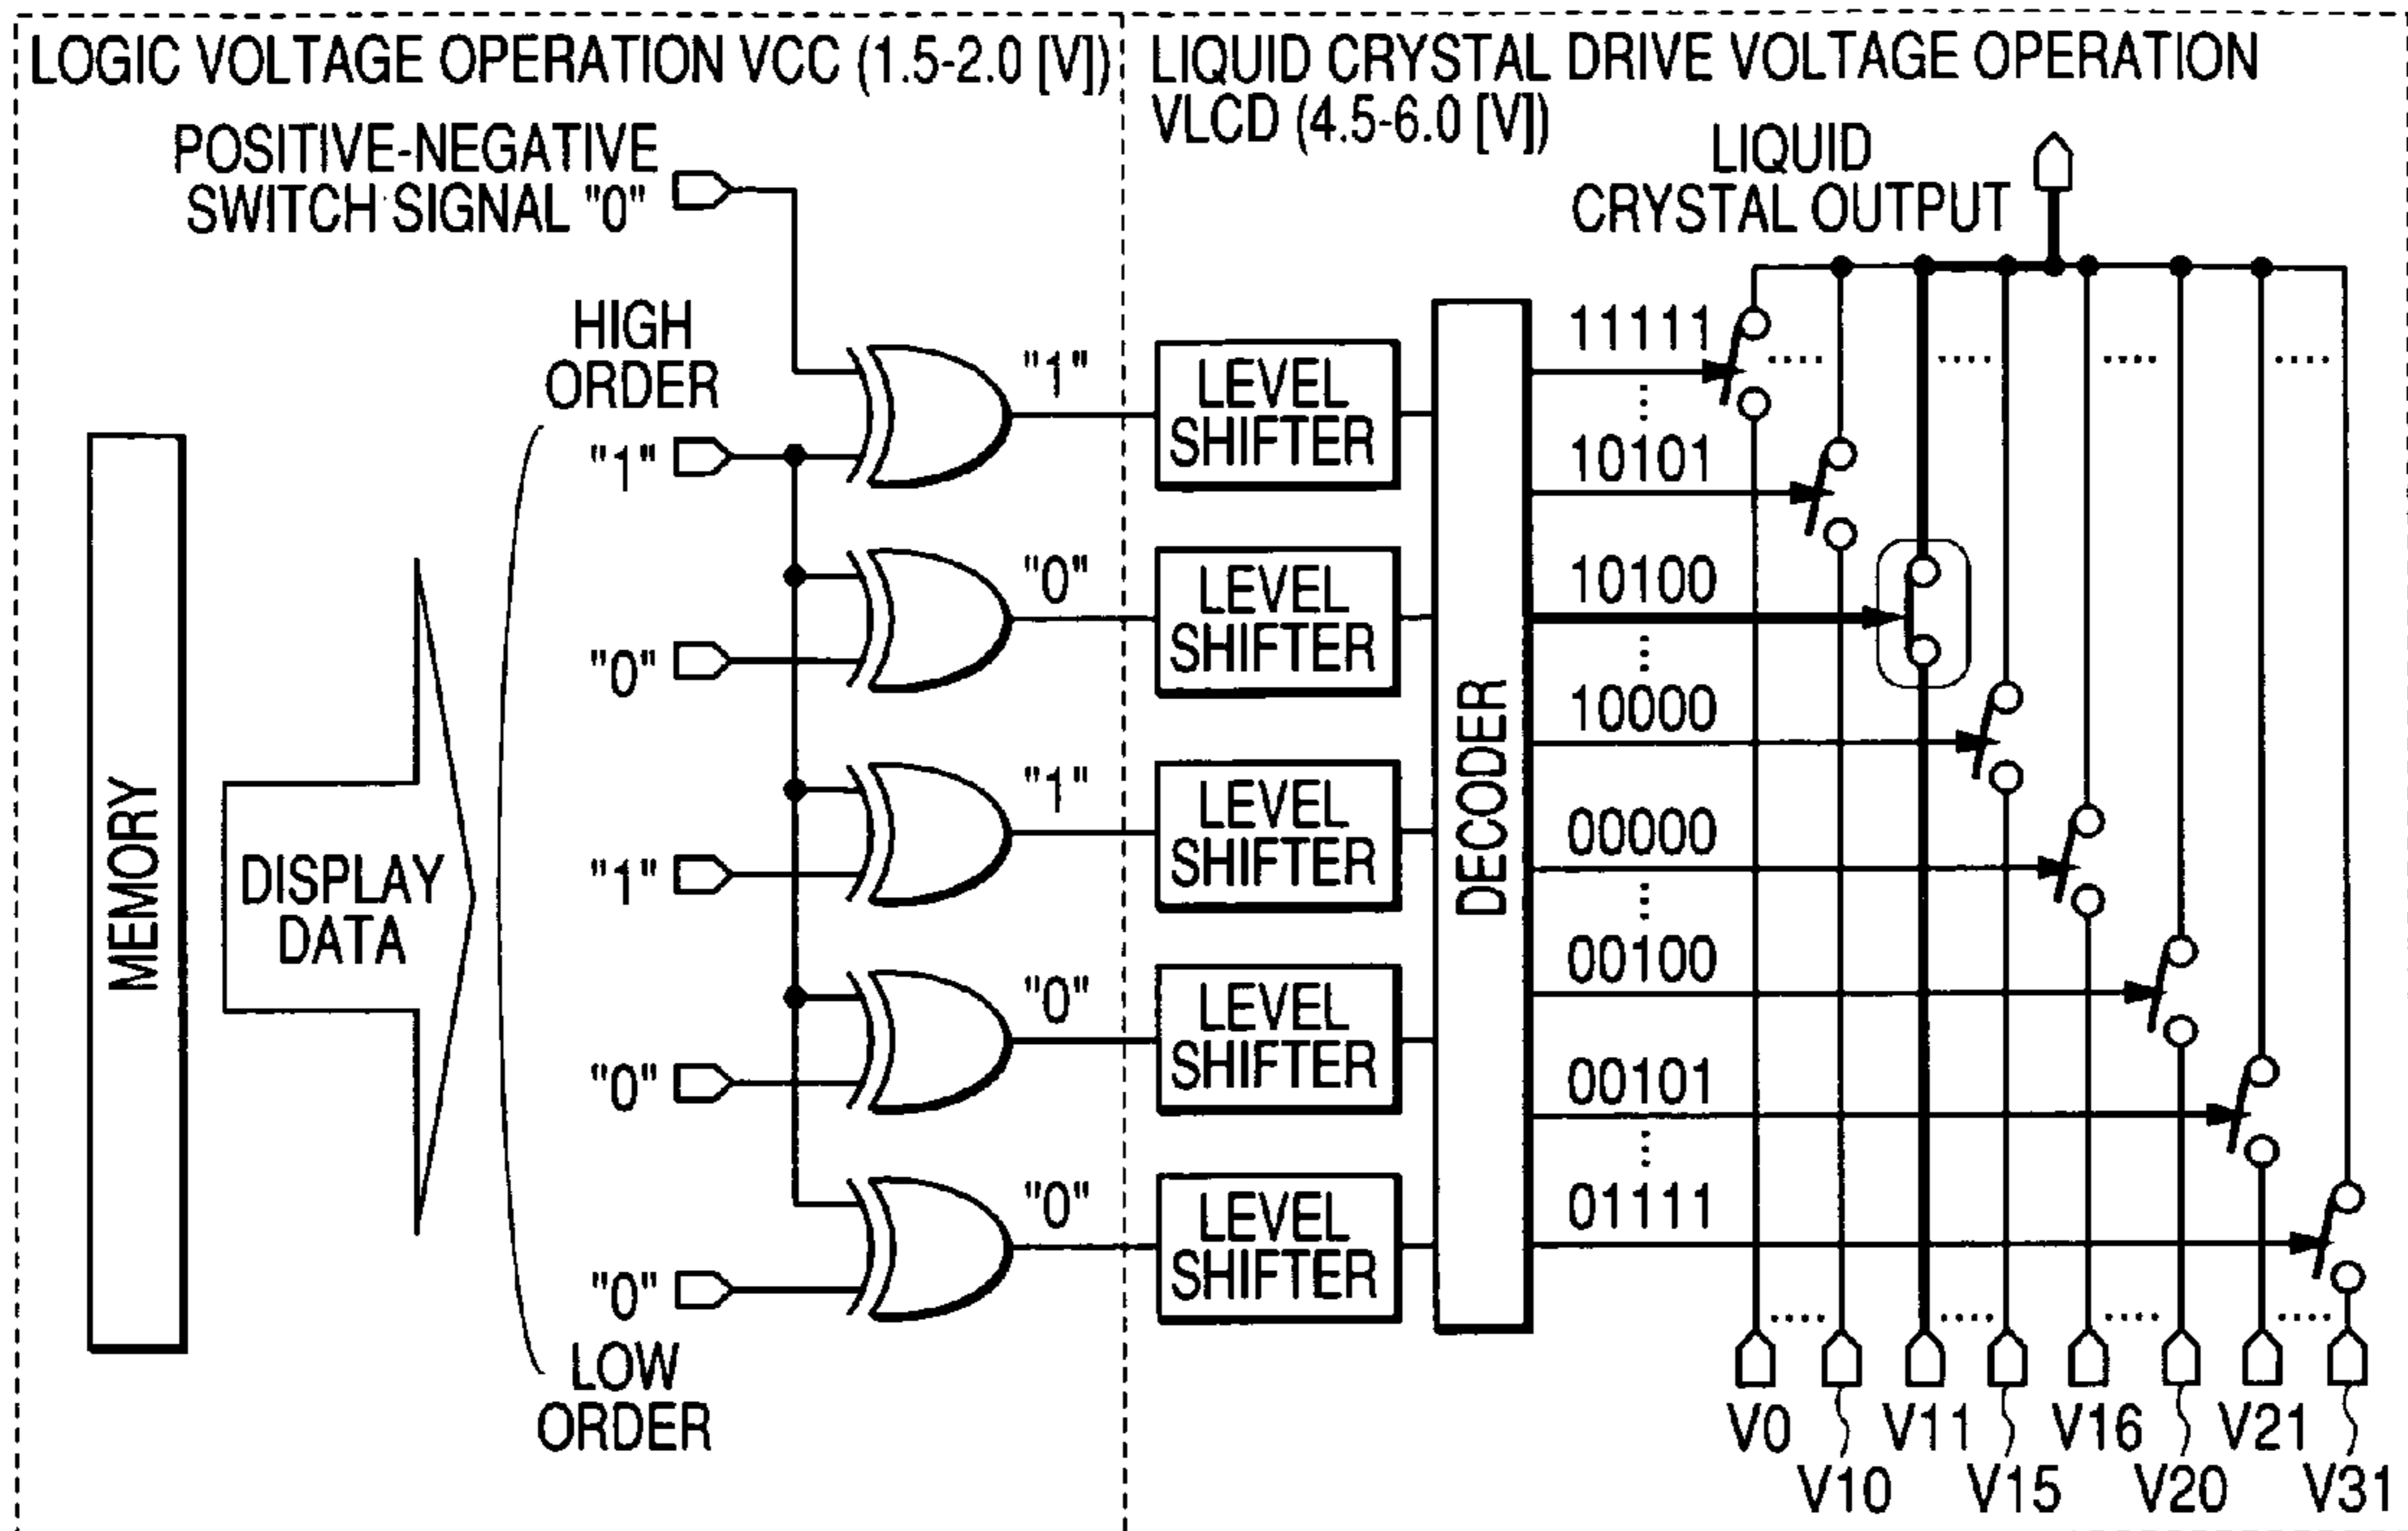 LOGIC VOLTAGE OPERATION VCC (1.5-2.0 [V])
LIQUID CRYSTAL DRIVE VOLTAGE OPERATION
VLCD (4.5-6.0 [V])
POSITIVE-NEGATIVE
SWITCH SIGNAL "0"
LIQUID
CRYSTAL OUTPUT
HIGH
ORDER
"1"
"0"
"1"
"0"
"0"
LOW
ORDER
MEMORY
DISPLAY
DATA
"1"
"0"
"1"
"0"
"0"
LEVEL
SHIFTER
LEVEL
SHIFTER
LEVEL
SHIFTER
LEVEL
SHIFTER
LEVEL
SHIFTER
DECODER
11111
10101
10100
10000
00000
00100
00101
01111
V0
V10
V11
V15
V16
V20
V21
V31